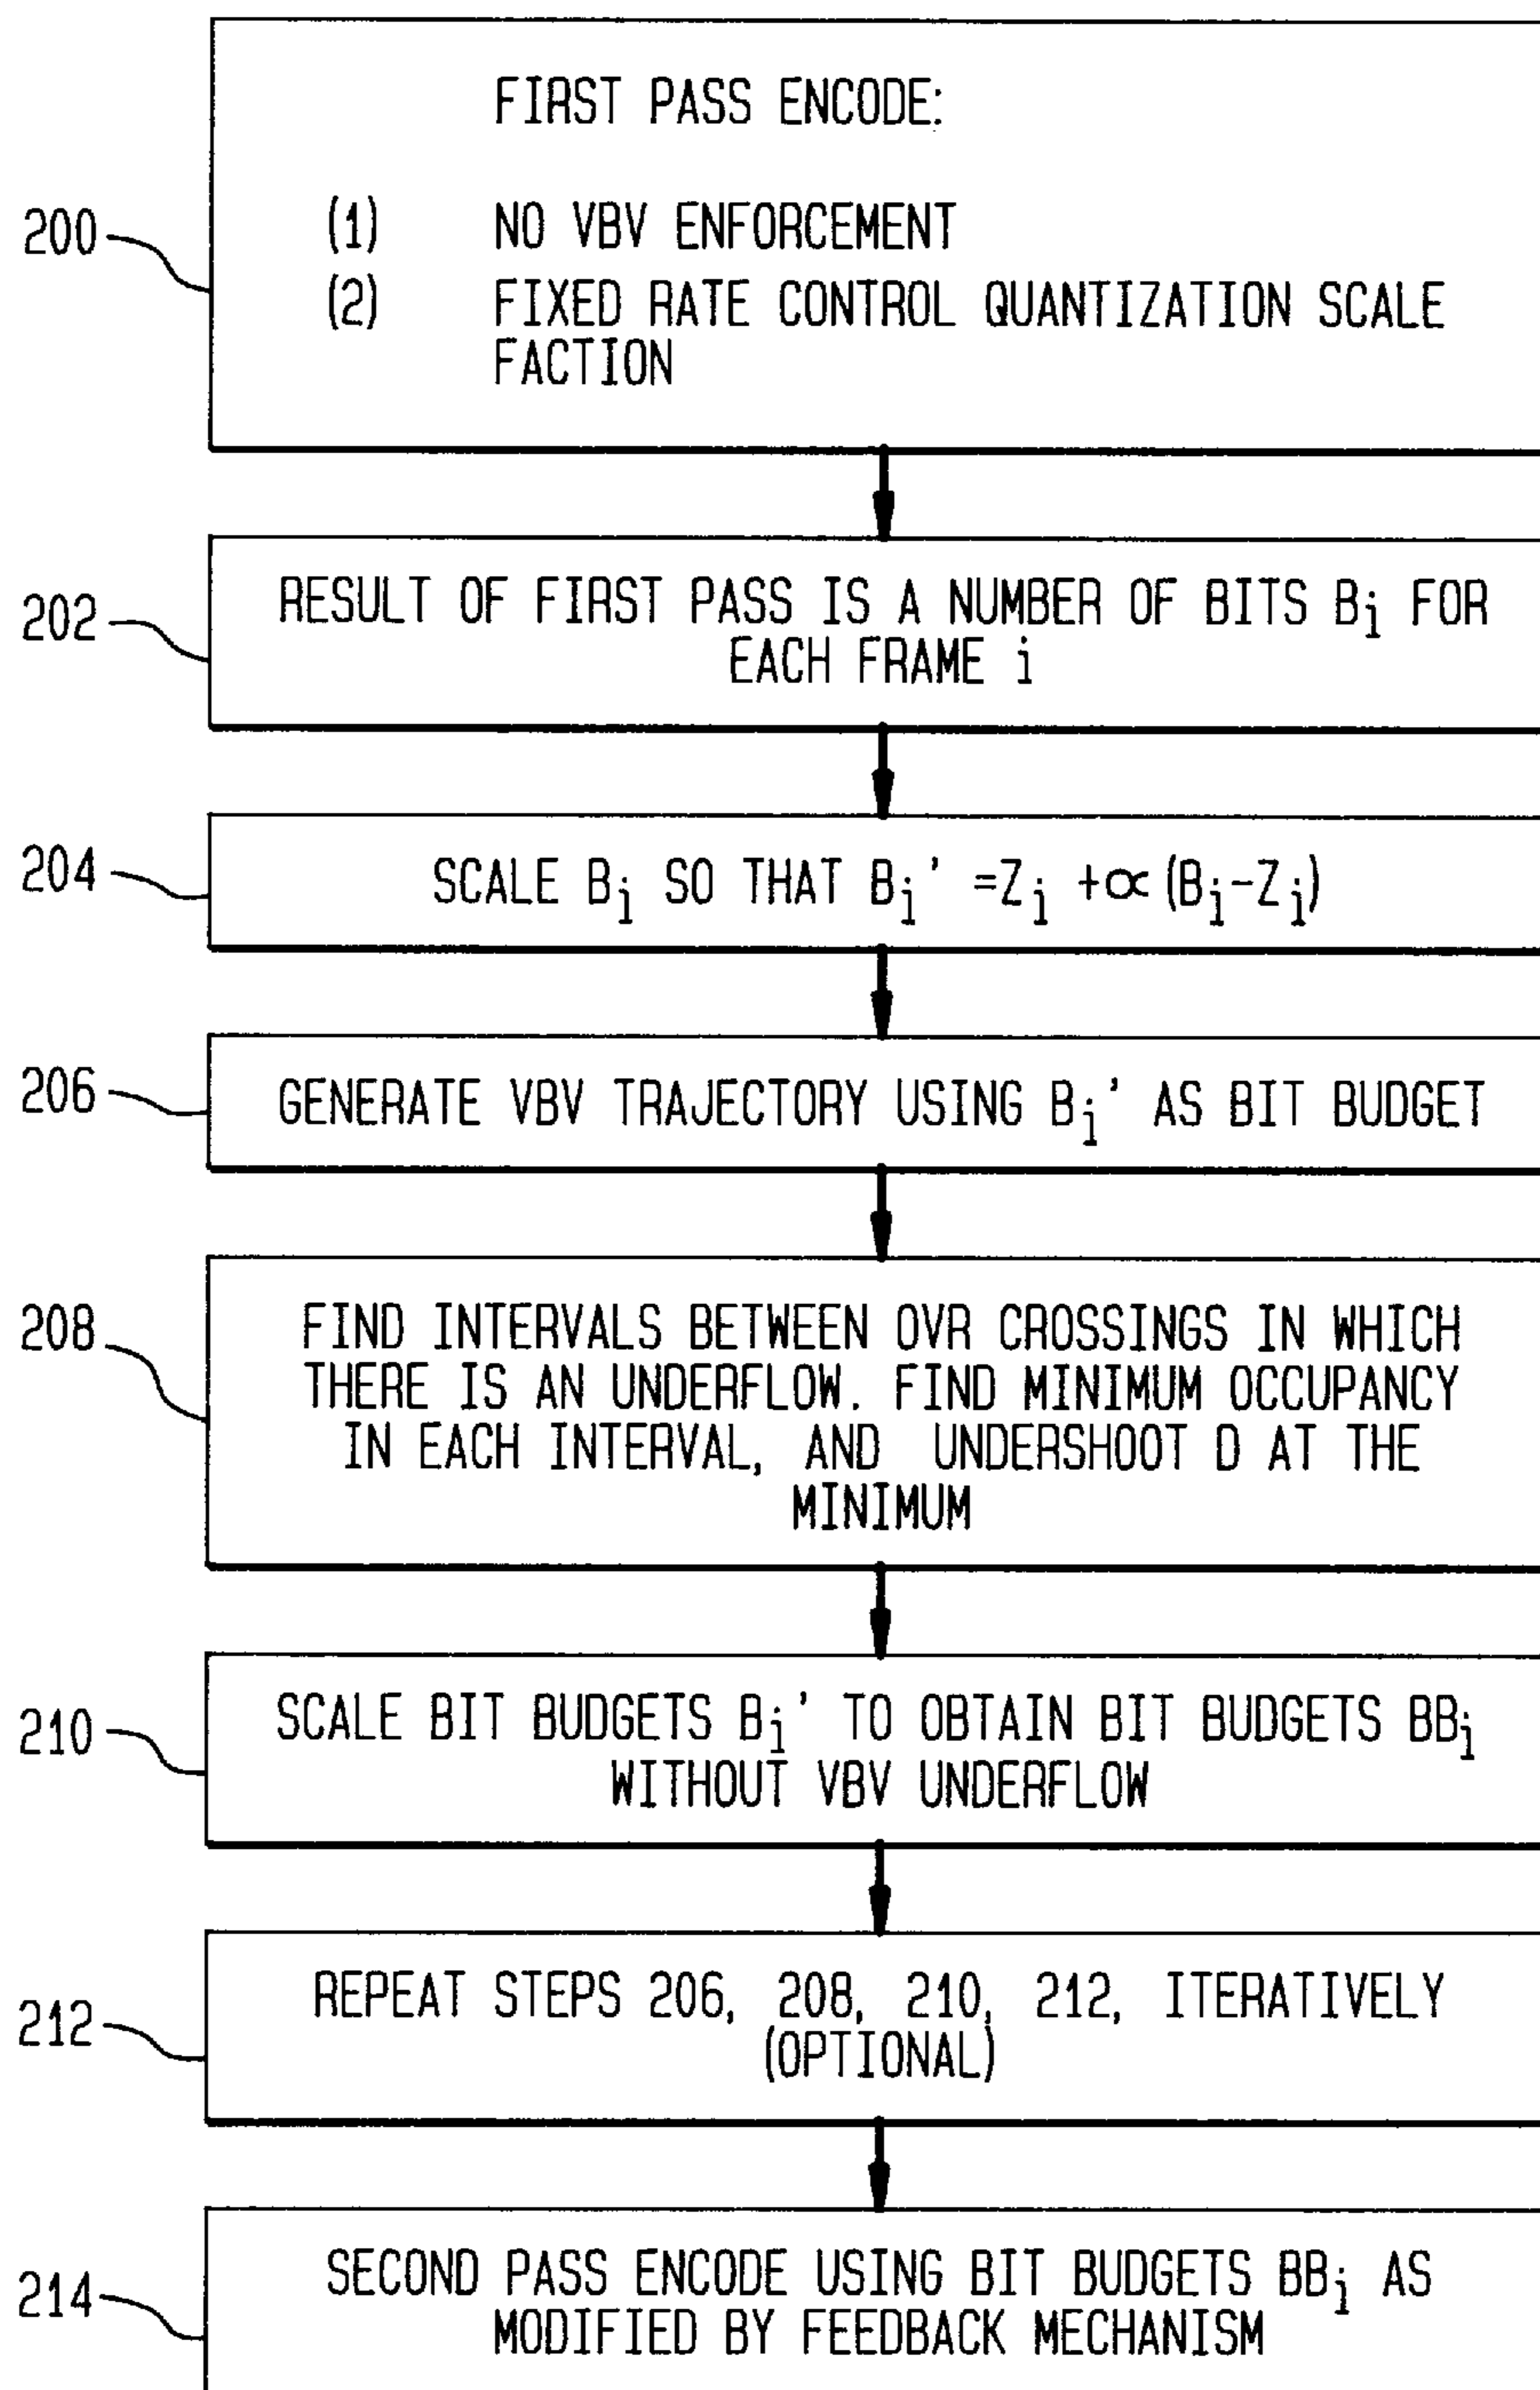 FIRST PASS ENCODE:
200
(1) NO VBV ENFORCEMENT
(2) FIXED RATE CONTROL QUANTIZATION SCALE
FACTION
202
RESULT OF FIRST PASS IS A NUMBER OF BITS Bi FOR
EACH FRAME i
204
SCALE Bi SO THAT Bi' =Zi +∝(Bi-Zi)
206
GENERATE VBV TRAJECTORY USING Bi' AS BIT BUDGET
208
FIND INTERVALS BETWEEN OVR CROSSINGS IN WHICH
THERE IS AN UNDERFLOW. FIND MINIMUM OCCUPANCY
IN EACH INTERVAL, AND UNDERSHOOT D AT THE
MINIMUM
210
SCALE BIT BUDGETS Bi' TO OBTAIN BIT BUDGETS BBi
WITHOUT VBV UNDERFLOW
212
REPEAT STEPS 206, 208, 210, 212, ITERATIVELY
(OPTIONAL)
214
SECOND PASS ENCODE USING BIT BUDGETS BBi AS
MODIFIED BY FEEDBACK MECHANISM